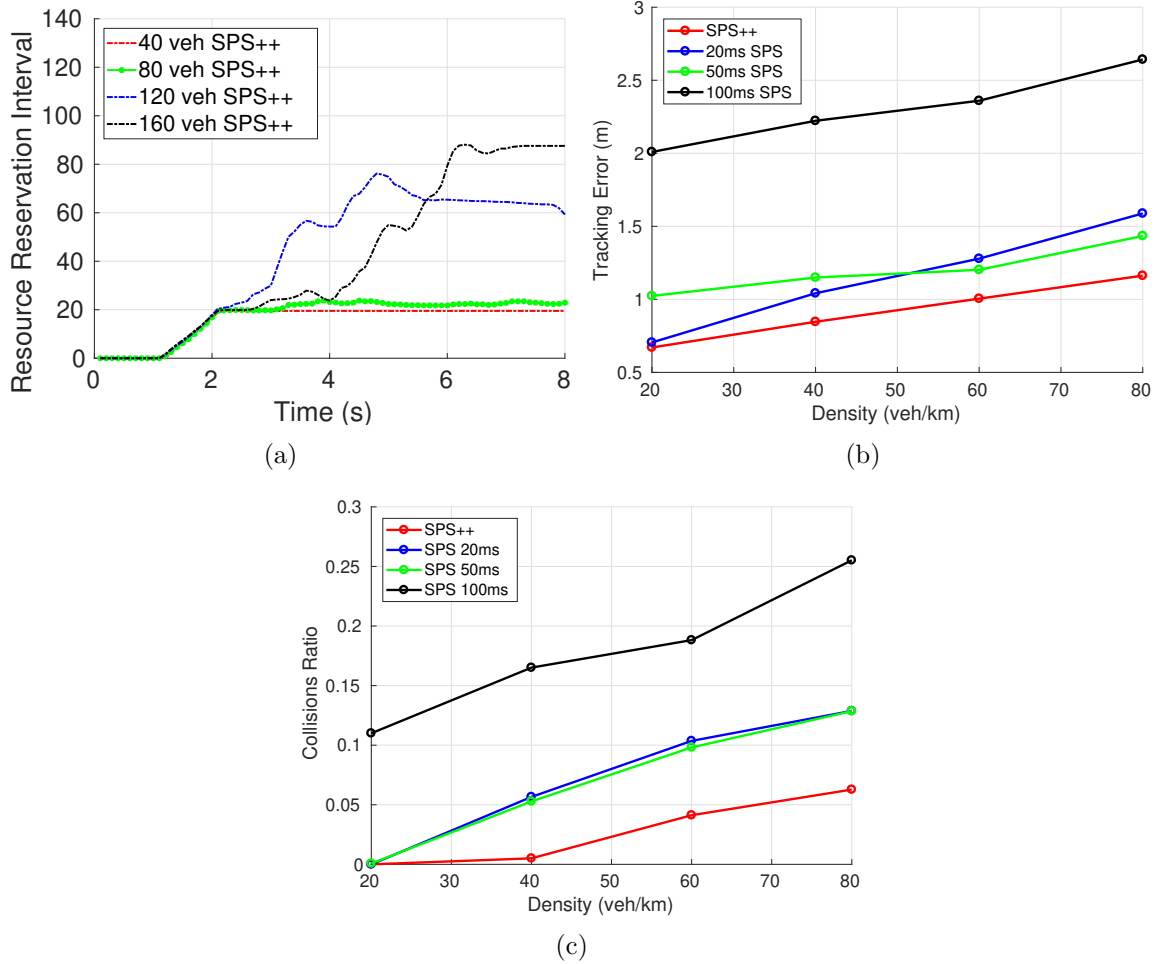 140
120
100
80
60
40
20
0
Resource Reservation Interval
40 veh SPS++
80 veh SPS++
120 veh SPS++
160 veh SPS++
0 2 4 6 8
Time (s)
(a)
3
2.5
2
1.5
1
0.5
Tracking Error (m)
SPS++
20ms SPS
50ms SPS
100ms SPS
20 30 40 50 60 70 80
Density (veh/km)
(b)
0.3
0.25
0.2
0.15
0.1
0.05
0
Collisions Ratio
SPS++
SPS 20ms
SPS 50ms
SPS 100ms
20 30 40 50 60 70 80
Density (veh/km)
(c)